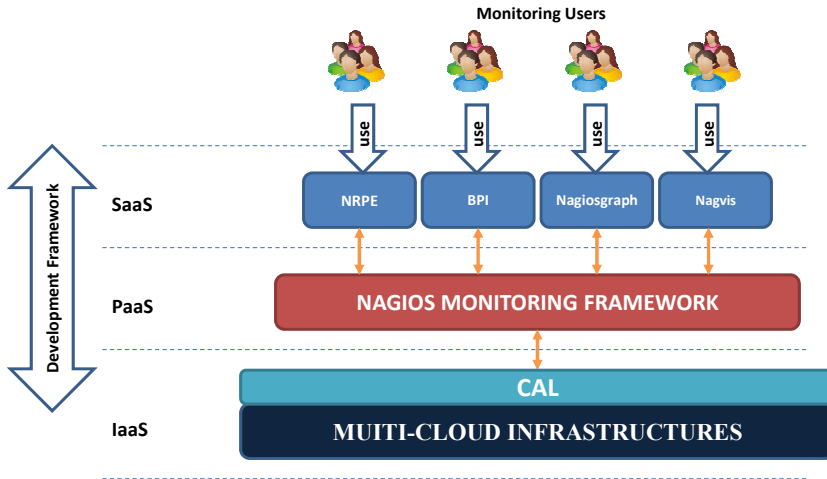 Monitoring Users
use use use use
SaaS
NRPE BPI Nagiosgraph Nagvis
Development Framework
PaaS
NAGIOS MONITORING FRAMEWORK
CAL
IaaS
MUITI-CLOUD INFRASTRUCTURES